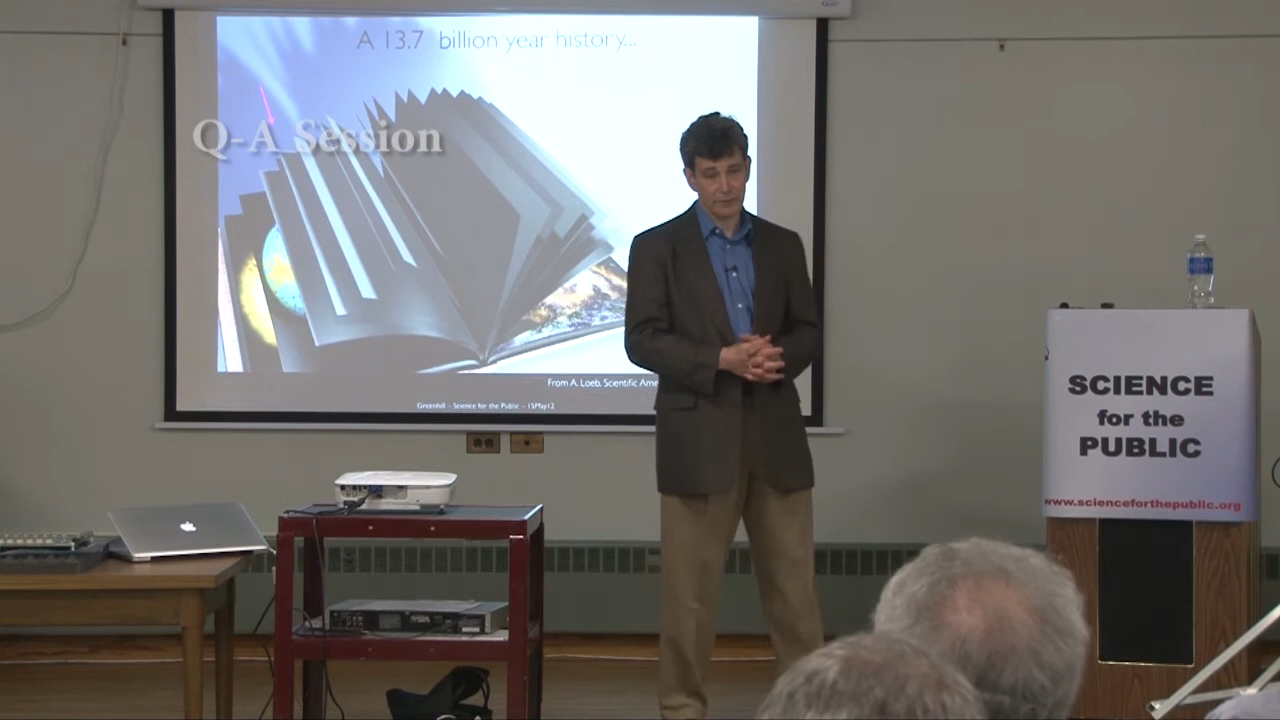 A 13.7 billion year history...
Q-A Session
From A. Loeb, Scientific Ame
Greenhill - Science for the Public - 15May12
SCIENCE
for the
PUBLIC
www.scienceforthepublic.org